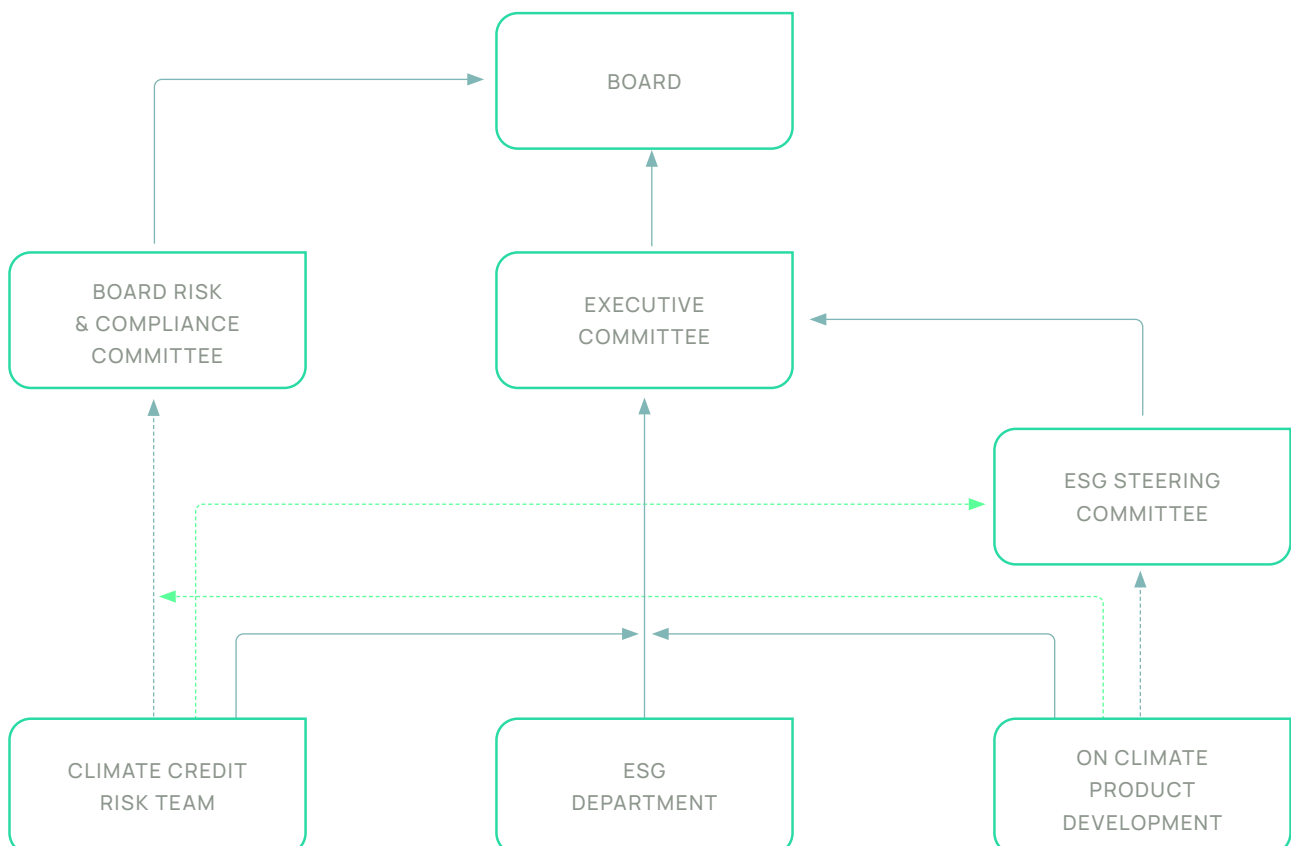 BOARD
BOARD RISK
& COMPLIANCE
COMMITTEE
EXECUTIVE
COMMITTEE
ESG STEERING
COMMITTEE
CLIMATE CREDIT
RISK TEAM
ESG
DEPARTMENT
ON CLIMATE
PRODUCT
DEVELOPMENT